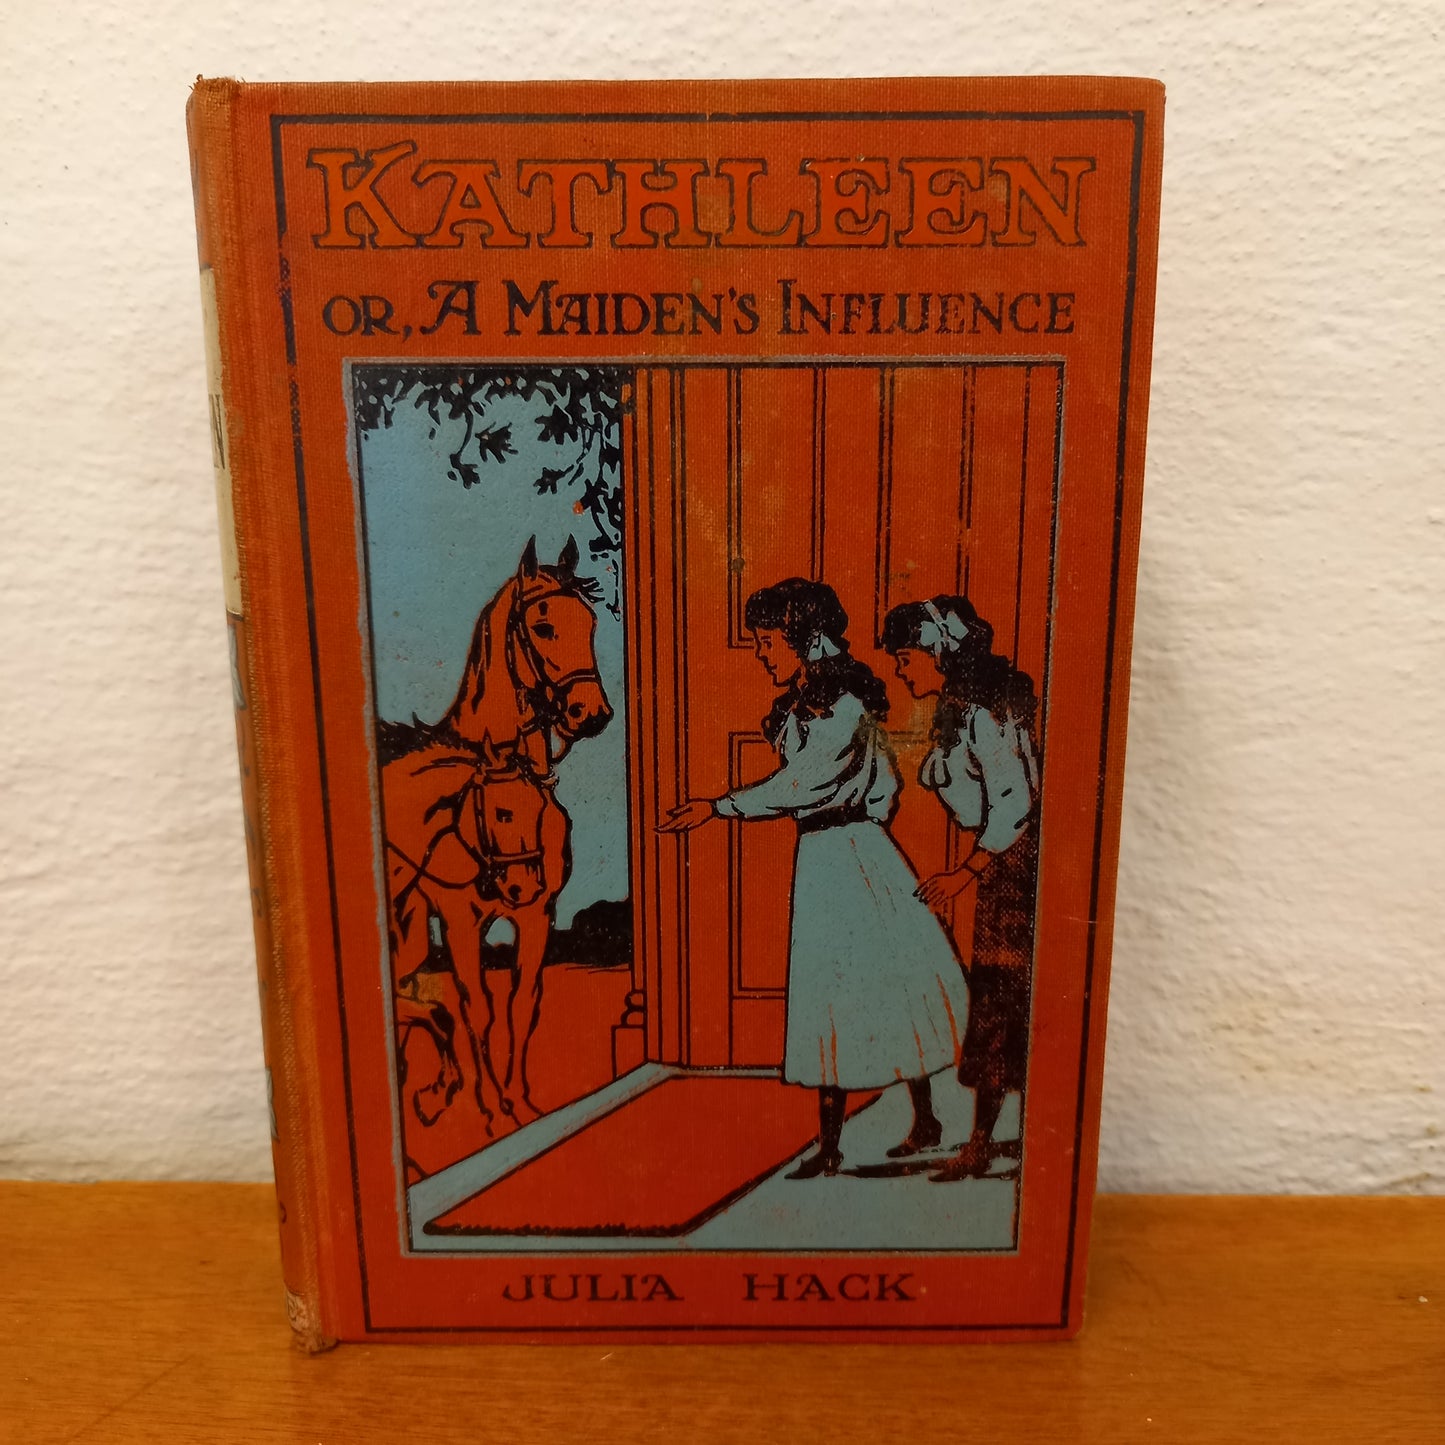 KATHLEEN
OR, A MAIDEN'S INFLUENCE
JULIA HACK